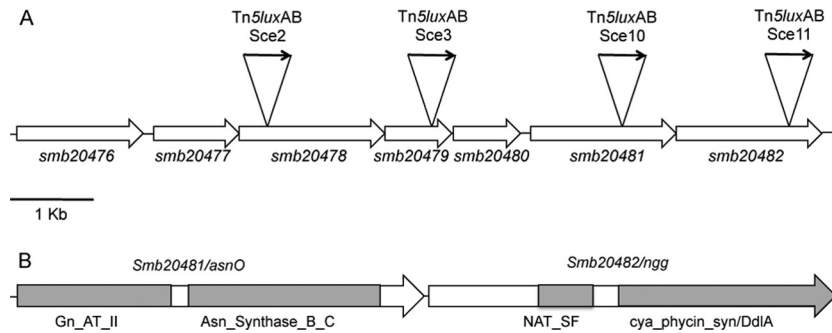 A
Tn5luxAB Tn5luxAB Tn5luxAB Tn5luxAB
Sce2 Sce3 Sce10 Sce11
smb20476 smb20477 smb20478 smb20479 smb20480 smb20481 smb20482
1 Kb
B
Smb20481/asnO Smb20482/ngg
Gn_AT_II Asn_Synthase_B_C NAT_SF cya_phycin_syn/DdlA